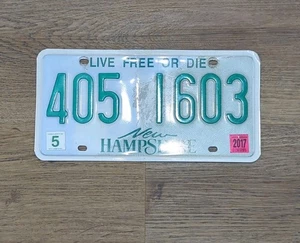 LIVE FREE OR DIE
405 1603
5
2017
New
HAMPSHIRE